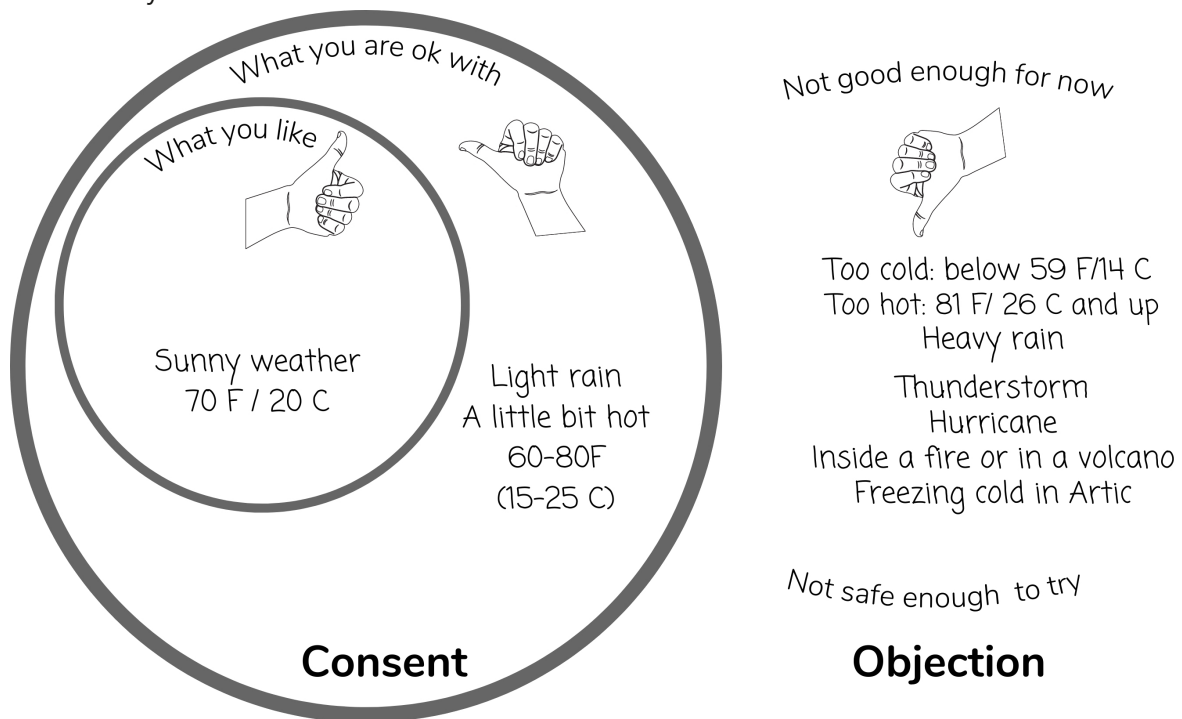 What you are ok with
What you like
Sunny weather
70 F / 20 C
Light rain
A little bit hot
60-80F
(15-25 C)
Consent
Not good enough for now
Too cold: below 59 F/14 C
Too hot: 81 F/ 26 C and up
Heavy rain
Thunderstorm
Hurricane
Inside a fire or in a volcano
Freezing cold in Artic
Not safe enough to try
Objection